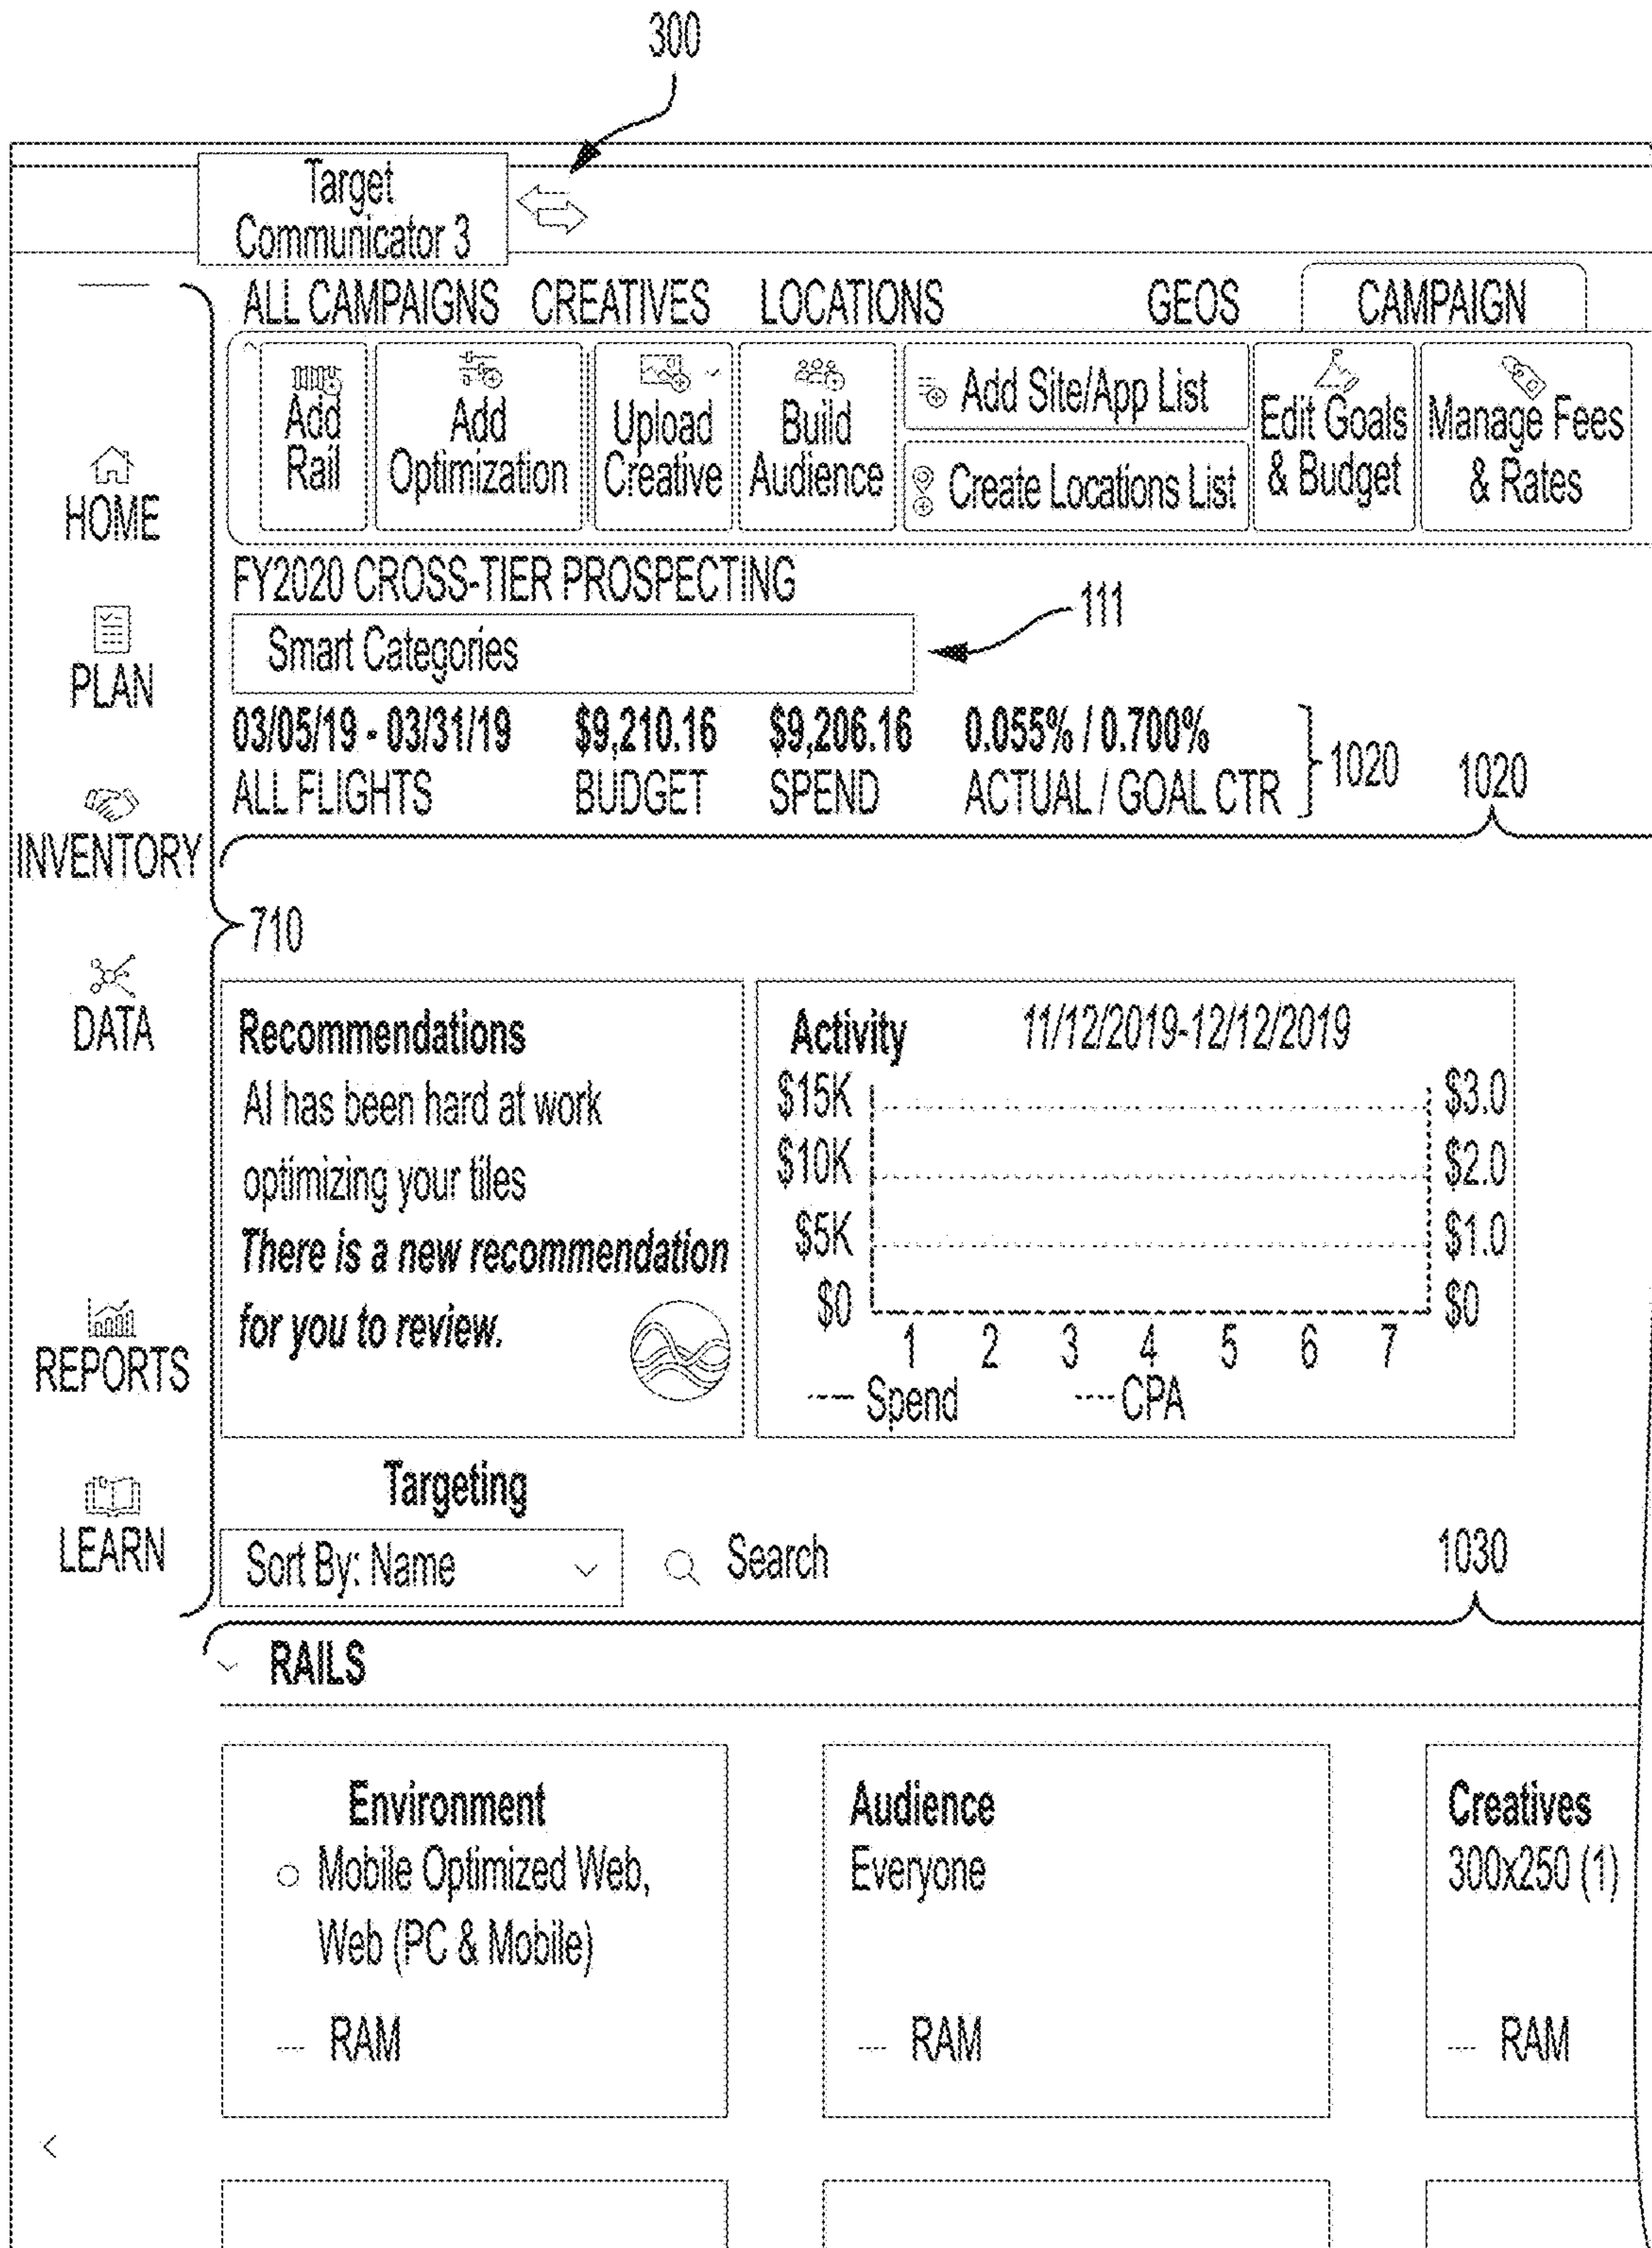 300
Target
Communicator 3
ALL CAMPAIGNS CREATIVES LOCATIONS GEOS CAMPAIGN
Add
Rail
Add
Optimization
Upload
Creative
Build
Audience
Add Site/App List
Create Locations List
Edit Goals
& Budget
Manage Fees
& Rates
HOME
PLAN
INVENTORY
DATA
REPORTS
LEARN
710
FY2020 CROSS-TIER PROSPECTING
Smart Categories
111
03/05/19 - 03/31/19 $9,210.16 $9,206.16 0.055% / 0.700%
ALL FLIGHTS BUDGET SPEND ACTUAL / GOAL CTR
1020
1020
Recommendations
AI has been hard at work
optimizing your tiles
There is a new recommendation
for you to review.
Activity 11/12/2019-12/12/2019
$15K $3.0
$10K $2.0
$5K $1.0
$0 $0
1 2 3 4 5 6 7
Spend CPA
Targeting
Sort By: Name Search
1030
RAILS
Environment
Mobile Optimized Web,
Web (PC & Mobile)
RAM
Audience
Everyone
RAM
Creatives
300x250 (1)
RAM